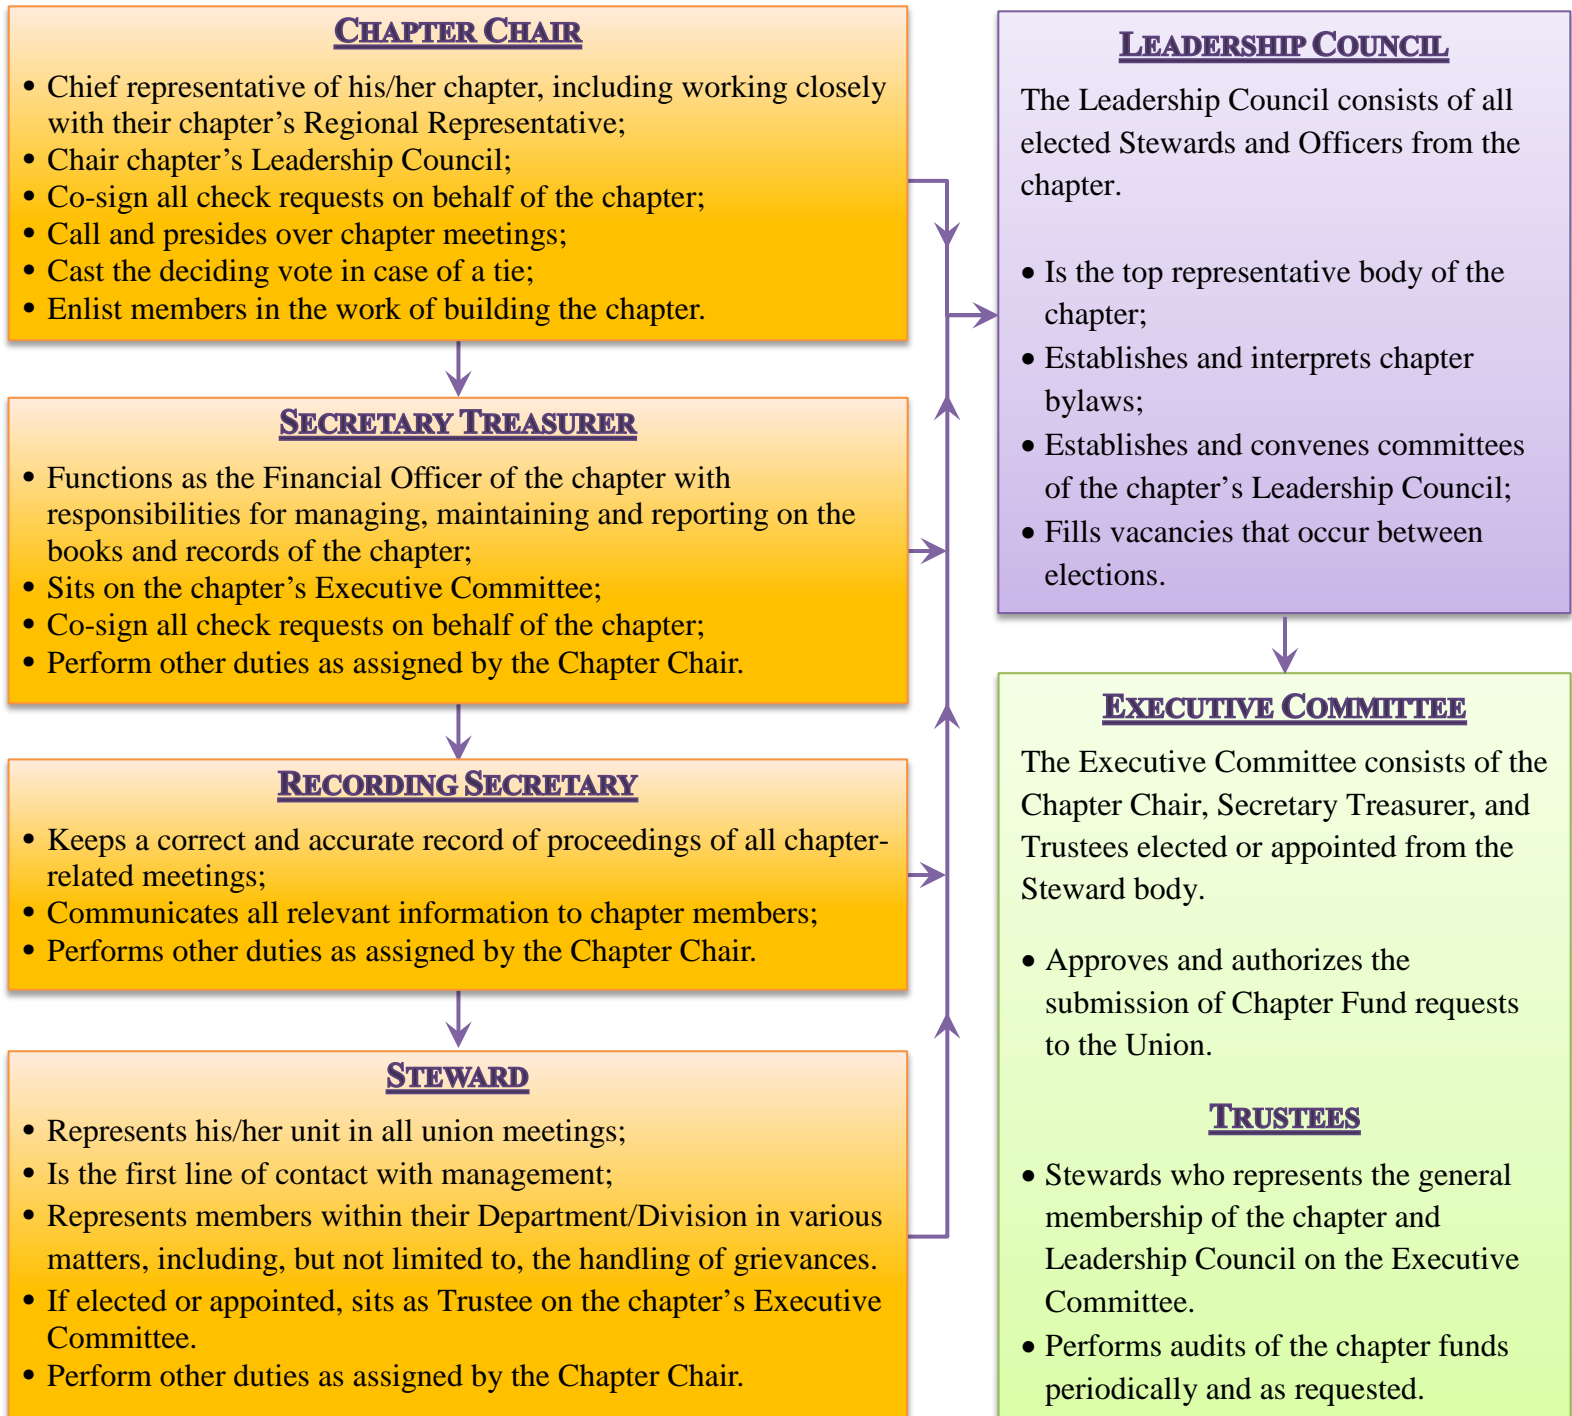 CHAPTER CHAIR
• Chief representative of his/her chapter, including working closely
with their chapter’s Regional Representative;
• Chair chapter’s Leadership Council;
• Co-sign all check requests on behalf of the chapter;
• Call and presides over chapter meetings;
• Cast the deciding vote in case of a tie;
• Enlist members in the work of building the chapter.
SECRETARY TREASURER
• Functions as the Financial Officer of the chapter with
responsibilities for managing, maintaining and reporting on the
books and records of the chapter;
• Sits on the chapter’s Executive Committee;
• Co-sign all check requests on behalf of the chapter;
• Perform other duties as assigned by the Chapter Chair.
RECORDING SECRETARY
• Keeps a correct and accurate record of proceedings of all chapter-
related meetings;
• Communicates all relevant information to chapter members;
• Performs other duties as assigned by the Chapter Chair.
STEWARD
• Represents his/her unit in all union meetings;
• Is the first line of contact with management;
• Represents members within their Department/Division in various
matters, including, but not limited to, the handling of grievances.
• If elected or appointed, sits as Trustee on the chapter’s Executive
Committee.
• Perform other duties as assigned by the Chapter Chair.
LEADERSHIP COUNCIL
The Leadership Council consists of all
elected Stewards and Officers from the
chapter.
• Is the top representative body of the
chapter;
• Establishes and interprets chapter
bylaws;
• Establishes and convenes committees
of the chapter’s Leadership Council;
• Fills vacancies that occur between
elections.
EXECUTIVE COMMITTEE
The Executive Committee consists of the
Chapter Chair, Secretary Treasurer, and
Trustees elected or appointed from the
Steward body.
• Approves and authorizes the
submission of Chapter Fund requests
to the Union.
TRUSTEES
• Stewards who represents the general
membership of the chapter and
Leadership Council on the Executive
Committee.
• Performs audits of the chapter funds
periodically and as requested.